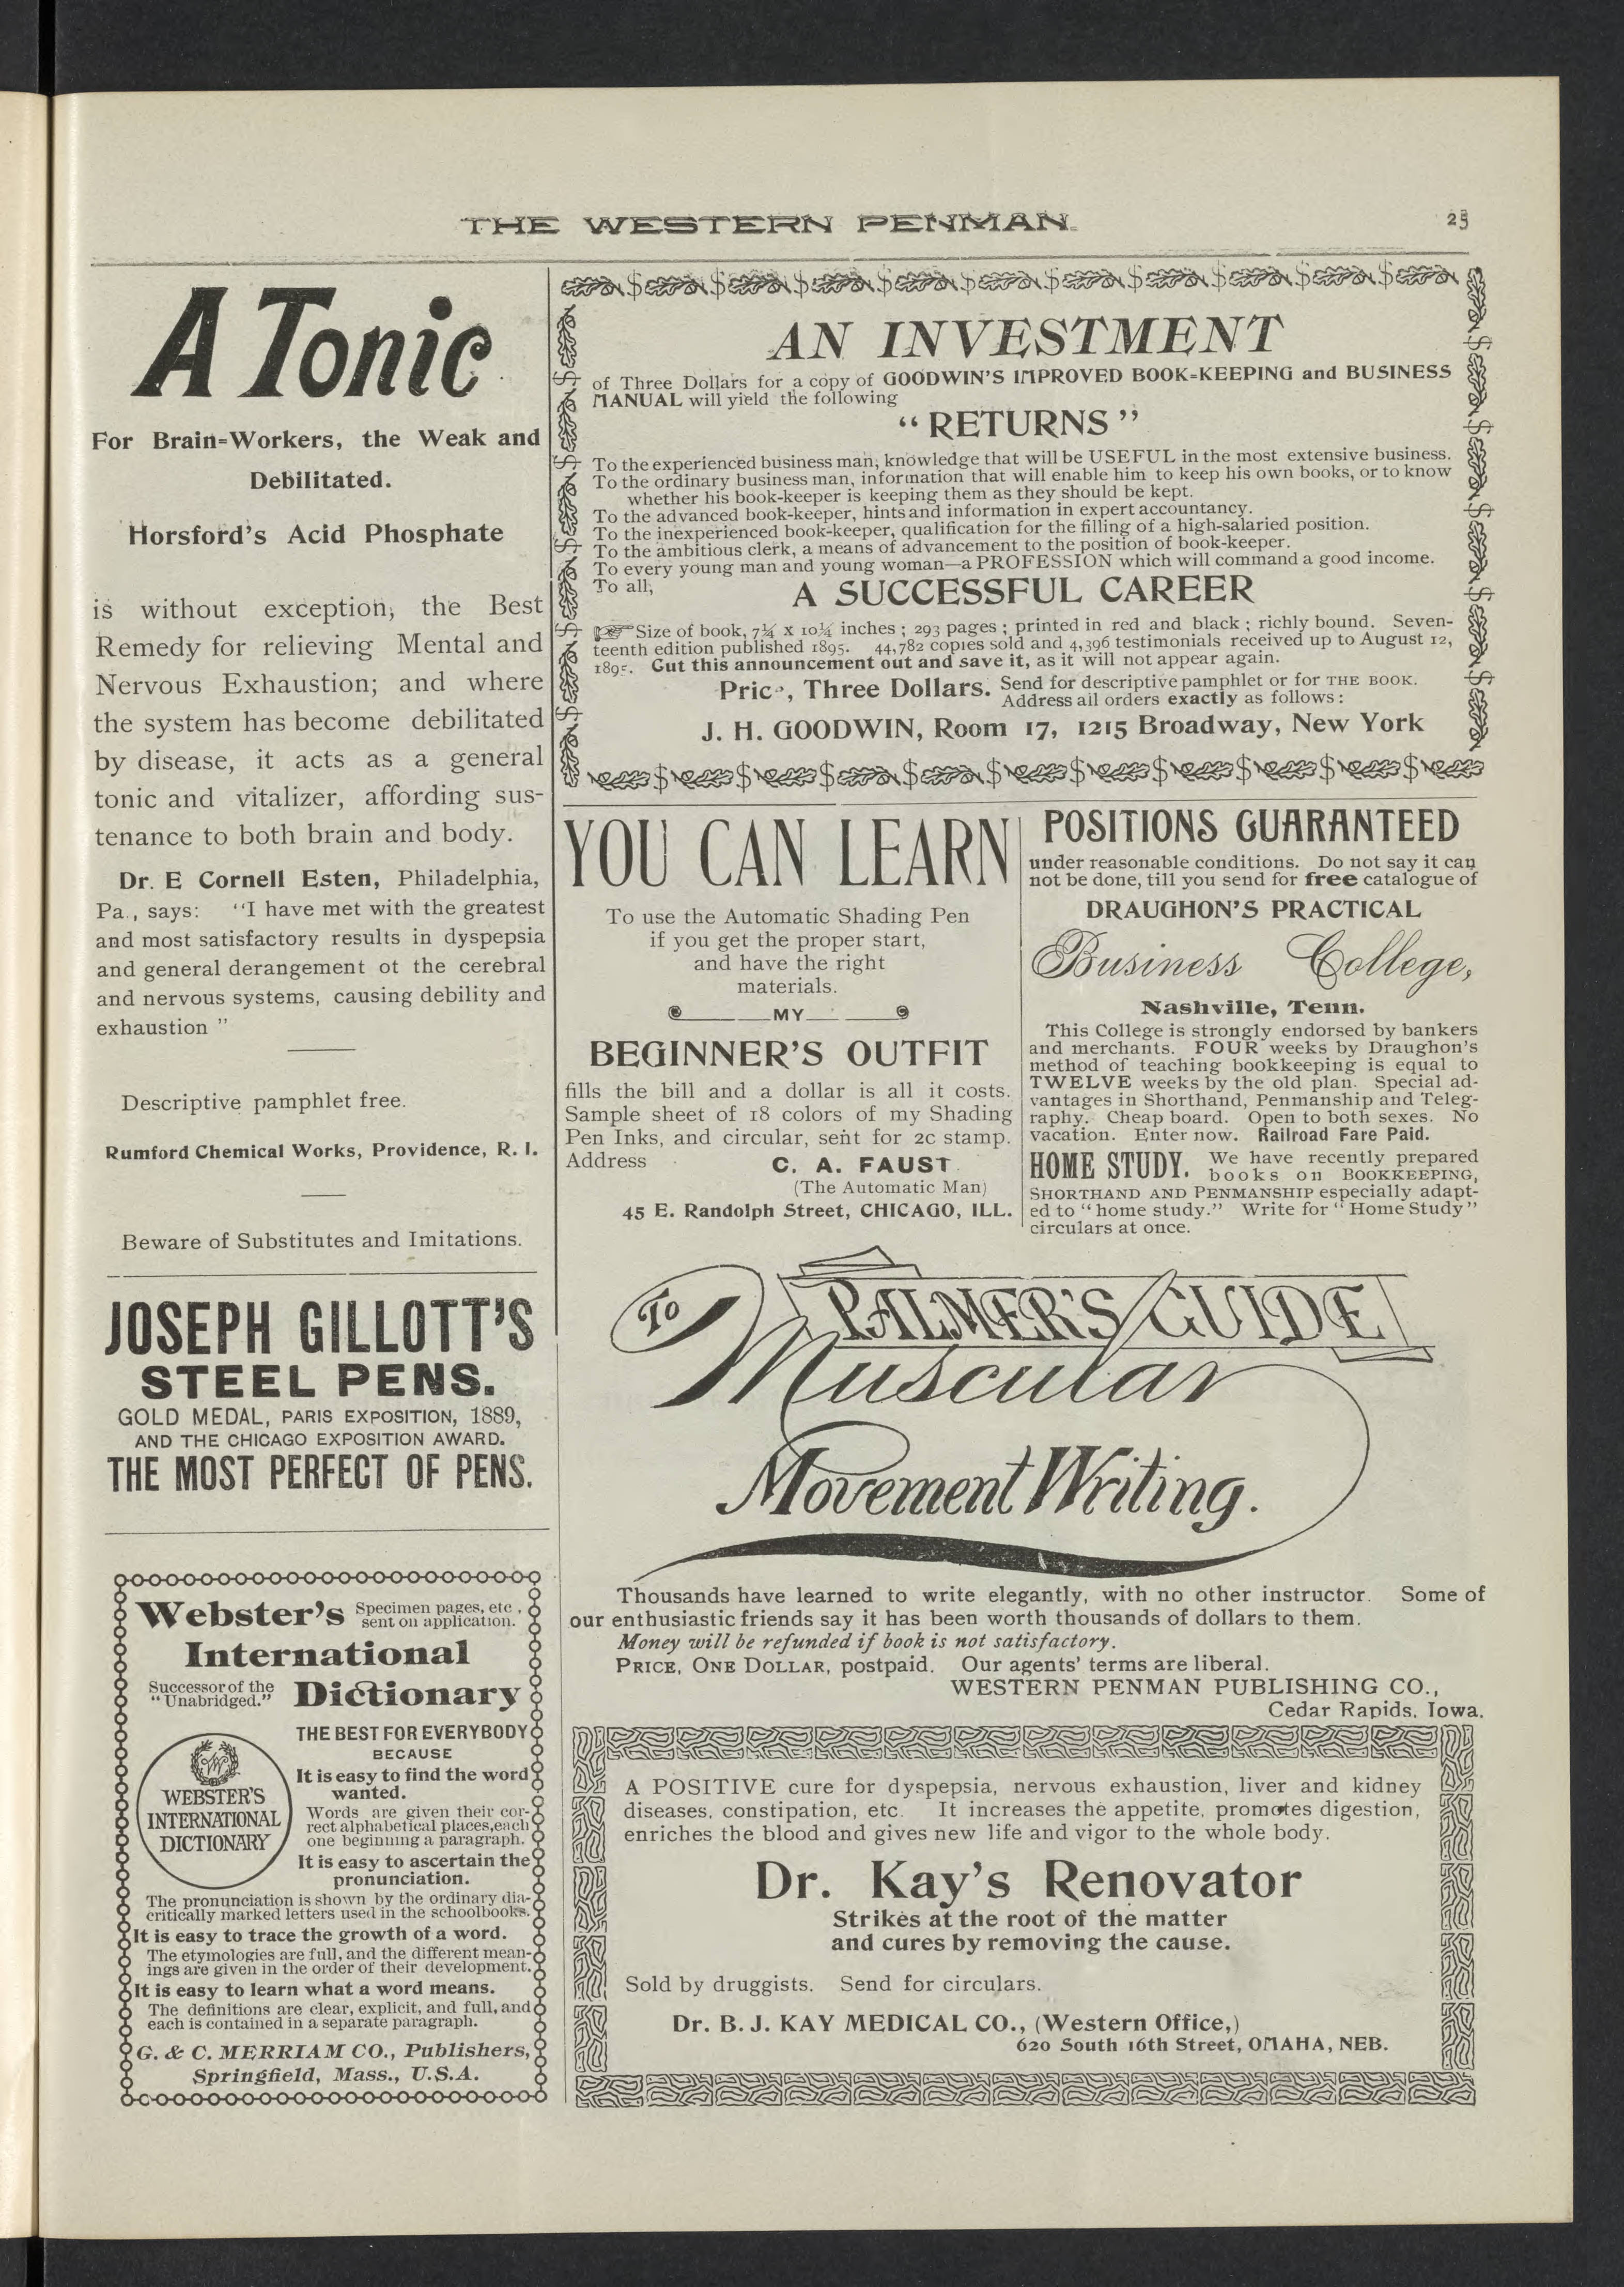 THE WESTERN PENMAN.
23
A Tonic
For Brain=Workers, the Weak and
Debilitated.
Horsford's Acid Phosphate
is without exception, the Best
Remedy for relieving Mental and
Nervous Exhaustion; and where
the system has become debilitated
by disease, it acts as a general
tonic and vitalizer, affording sus-
tenance to both brain and body.
Dr. E Cornell Esten, Philadelphia,
Pa., says: "I have met with the greatest
and most satisfactory results in dyspepsia
and general derangement ot the cerebral
and nervous systems, causing debility and
exhaustion "
Descriptive pamphlet free.
Rumford Chemical Works, Providence, R. I.
Beware of Substitutes and Imitations.
JOSEPH GILLOTT'S
STEEL PENS.
GOLD MEDAL, PARIS EXPOSITION, 1889,
AND THE CHICAGO EXPOSITION AWARD.
THE MOST PERFECT OF PENS.
Webster's Specimen pages, etc.,
sent on application.
International
Successor of the
"Unabridged."
Dictionary
THE BEST FOR EVERYBODY
BECAUSE
It is easy to find the word
wanted.
Words are given their cor-
rect alphabetical places, each
one beginning a paragraph.
It is easy to ascertain the
pronunciation.
W
WEBSTER'S
INTERNATIONAL
DICTIONARY
The pronunciation is shown by the ordinary dia-
critically marked letters used in the schoolbooks.
It is easy to trace the growth of a word.
The etymologies are full, and the different mean-
ings are given in the order of their development.
It is easy to learn what a word means.
The definitions are clear, explicit, and full, and
each is contained in a separate paragraph.
G. & C. MERRIAM CO., Publishers,
Springfield, Mass., U.S.A.
AN INVESTMENT
of Three Dollars for a copy of GOODWIN'S IMPROVED BOOK=KEEPING and BUSINESS
MANUAL will yield the following
"RETURNS"
To the experienced business man, knowledge that will be USEFUL in the most extensive business.
To the ordinary business man, information that will enable him to keep his own books, or to know
whether his book-keeper is keeping them as they should be kept.
To the advanced book-keeper, hints and information in expert accountancy.
To the inexperienced book-keeper, qualification for the filling of a high-salaried position.
To the ambitious clerk, a means of advancement to the position of book-keeper.
To every young man and young woman—a PROFESSION which will command a good income.
To all,
A SUCCESSFUL CAREER
Size of book, 7¼ x 10¼ inches; 293 pages; printed in red and black; richly bound. Seven-
teenth edition published 1895. 44,782 copies sold and 4,396 testimonials received up to August 12,
1895. Cut this announcement out and save it, as it will not appear again.
Price, Three Dollars. Send for descriptive pamphlet or for THE BOOK.
Address all orders exactly as follows:
J. H. GOODWIN, Room 17, 1215 Broadway, New York
YOU CAN LEARN
To use the Automatic Shading Pen
if you get the proper start,
and have the right
materials.
MY
BEGINNER'S OUTFIT
fills the bill and a dollar is all it costs.
Sample sheet of 18 colors of my Shading
Pen Inks, and circular, sent for 2c stamp.
Address C. A. FAUST
(The Automatic Man)
45 E. Randolph Street, CHICAGO, ILL.
POSITIONS GUARANTEED
under reasonable conditions. Do not say it can
not be done, till you send for free catalogue of
DRAUGHON'S PRACTICAL
Business College,
Nashville, Tenn.
This College is strongly endorsed by bankers
and merchants. FOUR weeks by Draughon's
method of teaching bookkeeping is equal to
TWELVE weeks by the old plan. Special ad-
vantages in Shorthand, Penmanship and Teleg-
raphy. Cheap board. Open to both sexes. No
vacation. Enter now. Railroad Fare Paid.
HOME STUDY. We have recently prepared
books on BOOKKEEPING,
SHORTHAND AND PENMANSHIP especially adapt-
ed to "home study." Write for "Home Study"
circulars at once.
PALMER'S GUIDE
To Muscular
Movement Writing.
Thousands have learned to write elegantly, with no other instructor. Some of
our enthusiastic friends say it has been worth thousands of dollars to them.
Money will be refunded if book is not satisfactory.
PRICE, ONE DOLLAR, postpaid. Our agents' terms are liberal.
WESTERN PENMAN PUBLISHING CO.,
Cedar Rapids, Iowa.
A POSITIVE cure for dyspepsia, nervous exhaustion, liver and kidney
diseases, constipation, etc. It increases the appetite, promotes digestion,
enriches the blood and gives new life and vigor to the whole body.
Dr. Kay's Renovator
Strikes at the root of the matter
and cures by removing the cause.
Sold by druggists. Send for circulars.
Dr. B. J. KAY MEDICAL CO., (Western Office,)
620 South 16th Street, OMAHA, NEB.